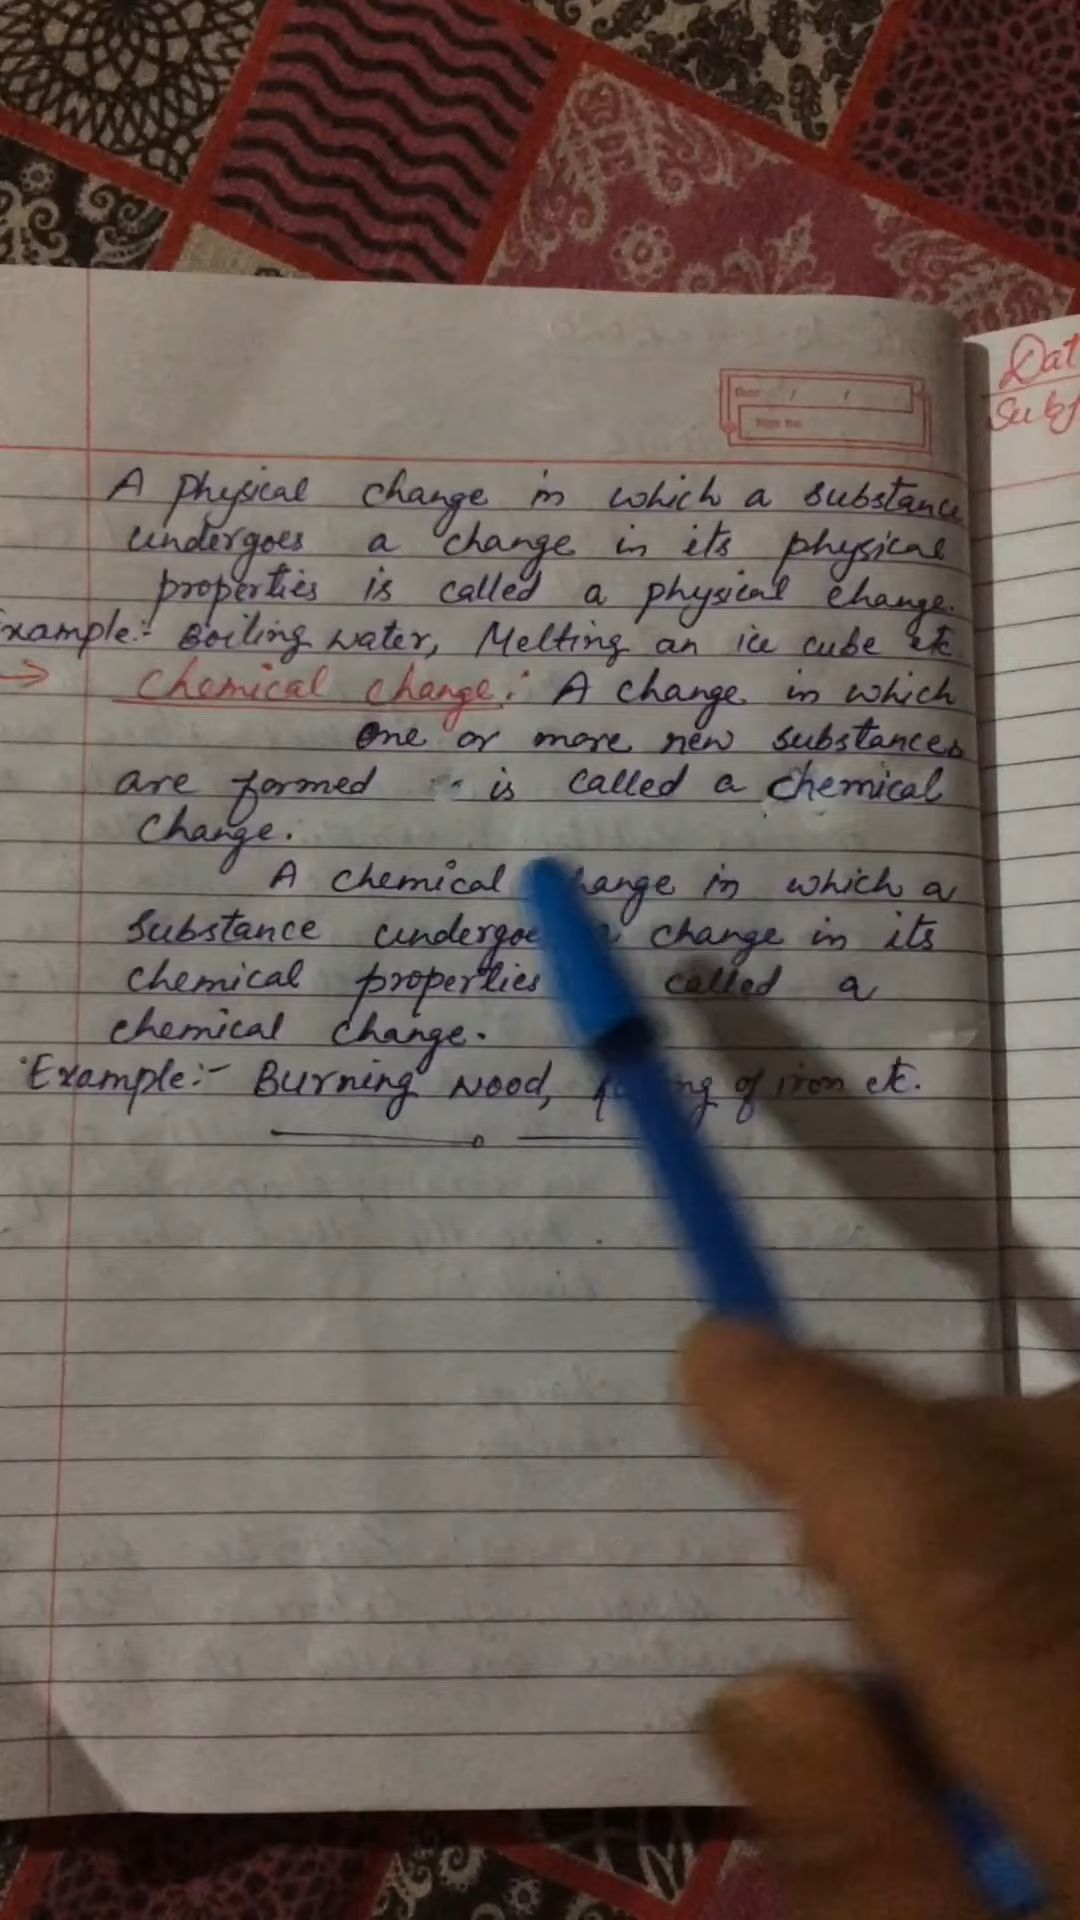 Dat
Subj
A physical change in which a substance
undergoes a change in its physical
properties is called a physical change.
Example:- Boiling water, Melting an ice cube etc.
→ Chemical change: A change in which
one or more new substances
are formed is called a chemical
change.
A chemical change in which a
substance undergoes a change in its
chemical properties called a
chemical change.
Example:- Burning wood, of iron etc.